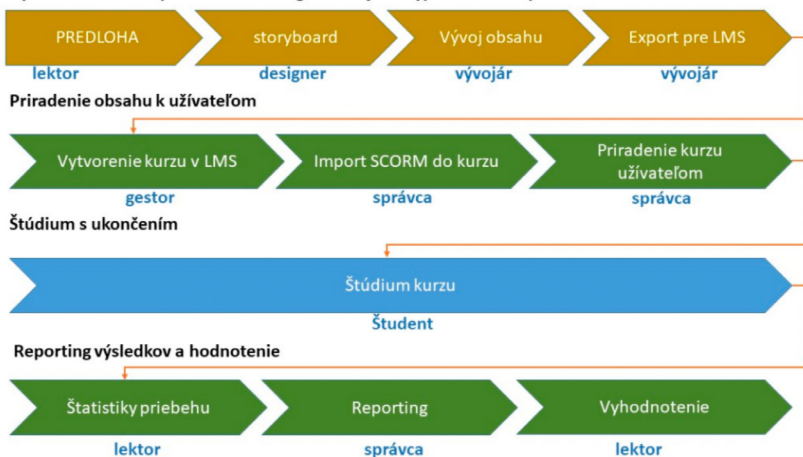 PREDLOHA
storyboard
Vývoj obsahu
Export pre LMS
lektor
designer
vývojár
vývojár
Priradenie obsahu k užívateľom
Vytvorenie kurzu v LMS
Import SCORM do kurzu
Priradenie kurzu
užívateľom
gestor
správca
správca
Štúdium s ukončením
Štúdium kurzu
Študent
Reporting výsledkov a hodnotenie
Štatistiky priebehu
Reporting
Vyhodnotenie
lektor
správca
lektor